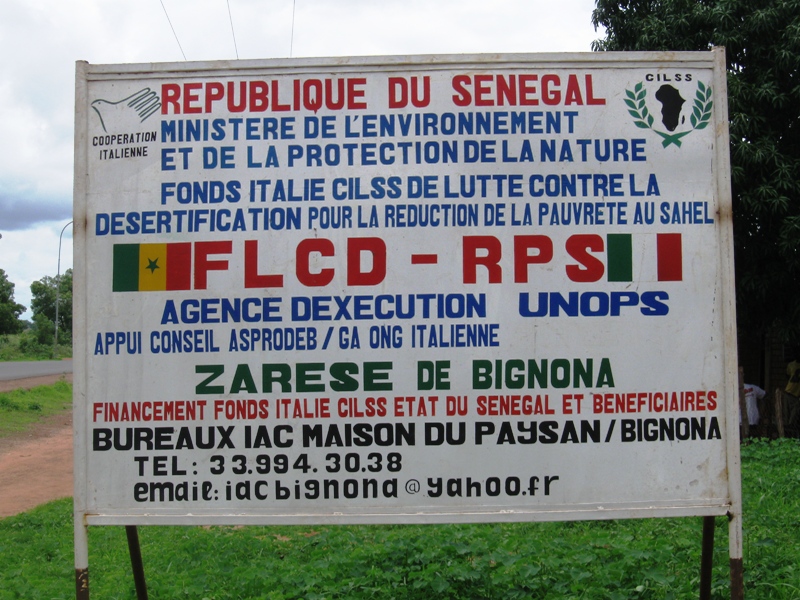 REPUBLIQUE DU SENEGAL
CILSS
COOPERATION
ITALIENNE
MINISTERE DE L'ENVIRONNEMENT
ET DE LA PROTECTION DE LA NATURE
FONDS ITALIE CILSS DE LUTTE CONTRE LA
DESERTIFICATION POUR LA REDUCTION DE LA PAUVRETE AU SAHEL
FLCD - RPS
AGENCE DEXECUTION UNOPS
APPUI CONSEIL ASPRODEB / GA ONG ITALIENNE
ZARESE DE BIGNONA
FINANCEMENT FONDS ITALIE CILSS ETAT DU SENEGAL ET BENEFICIAIRES
BUREAUX IAC MAISON DU PAYSAN/BIGNONA
TEL: 33.994.30.38
email: iacbignona@yahoo.fr